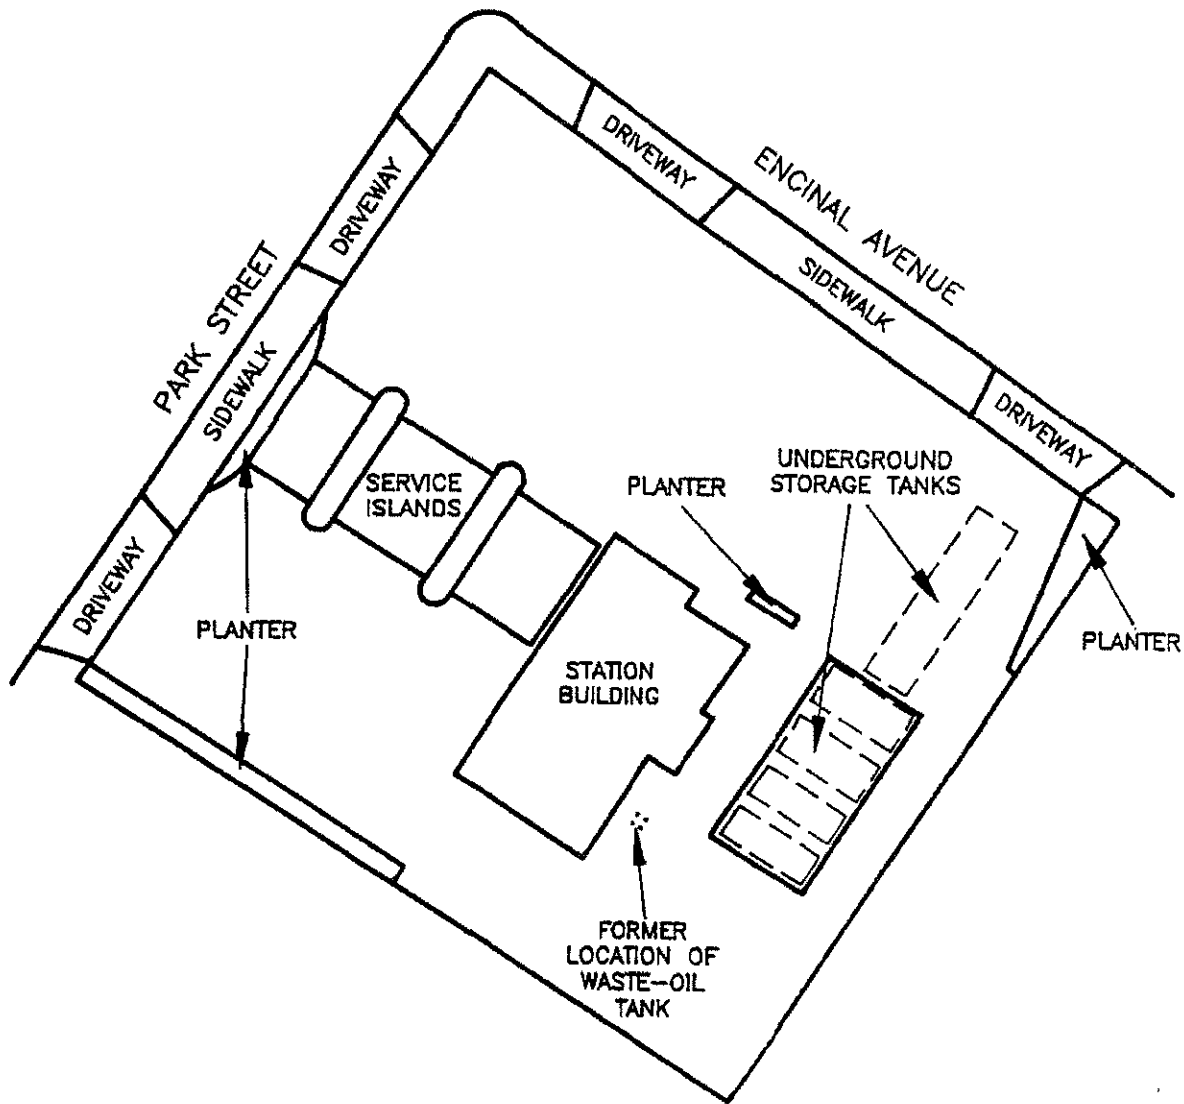 DRIVEWAY
ENCINAL AVENUE
DRIVEWAY
SIDEWALK
PARK STREET
SIDEWALK
DRIVEWAY
SERVICE
ISLANDS
PLANTER
UNDERGROUND
STORAGE TANKS
DRIVEWAY
PLANTER
PLANTER
STATION
BUILDING
PLANTER
FORMER
LOCATION OF
WASTE-OIL
TANK